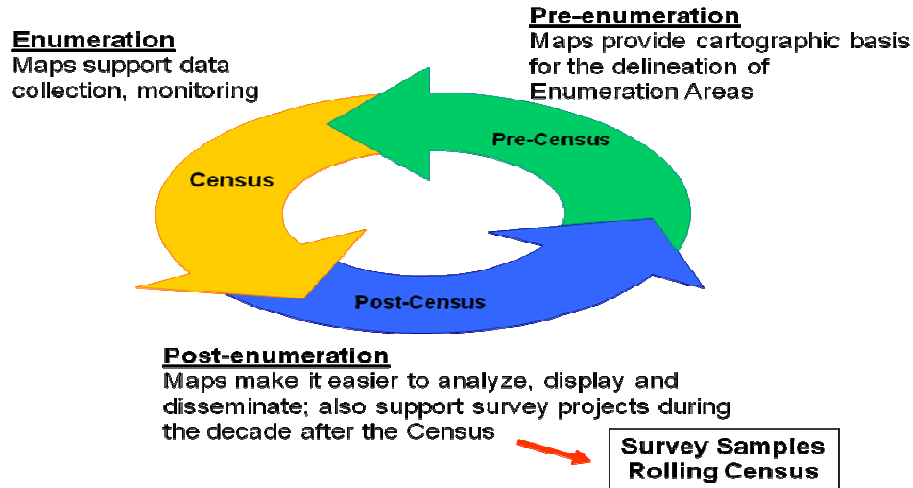 Enumeration
Maps support data
collection, monitoring
Pre-enumeration
Maps provide cartographic basis
for the delineation of
Enumeration Areas
Pre-Census
Census
Post-Census
Post-enumeration
Maps make it easier to analyze, display and
disseminate; also support survey projects during
the decade after the Census
Survey Samples
Rolling Census